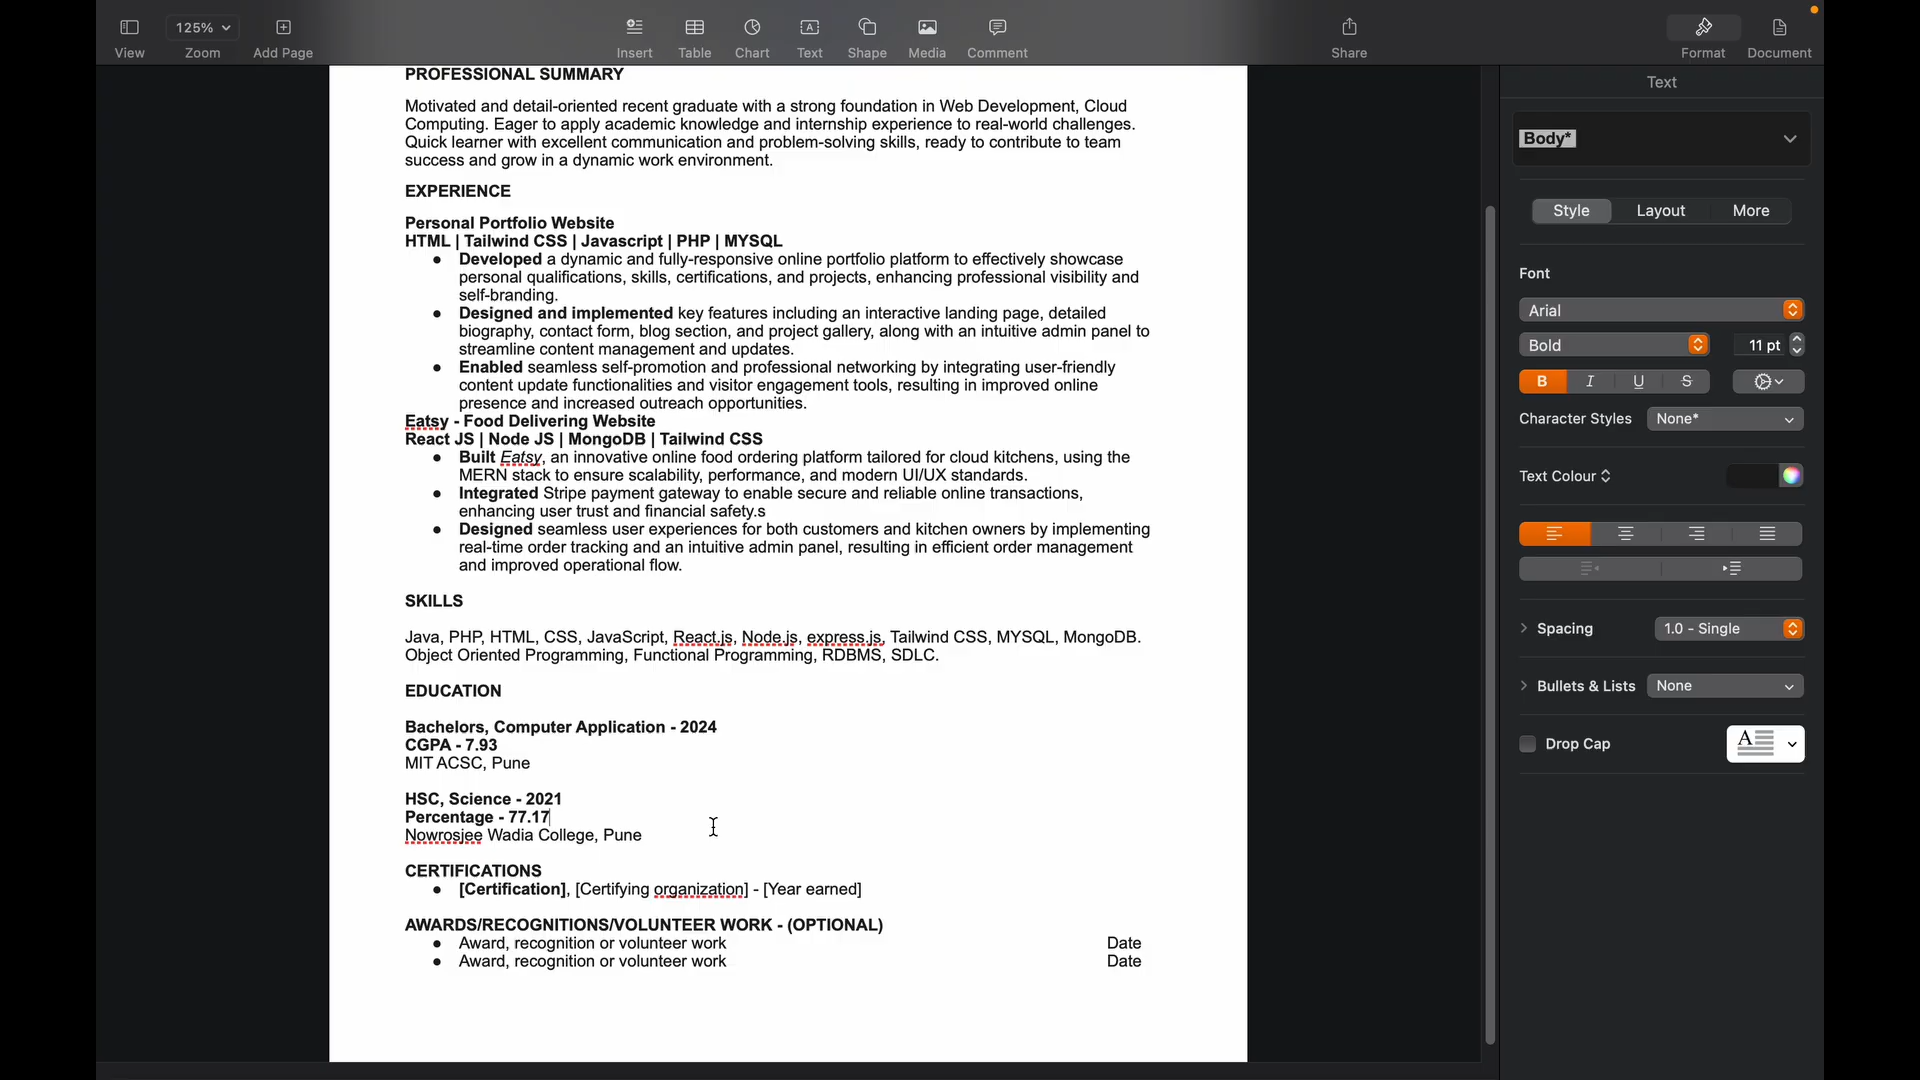 125%
View
Zoom
Add Page
Insert
Table
Chart
Text
Shape
Media
Comment
Share
Format
Document
PROFESSIONAL SUMMARY
Motivated and detail-oriented recent graduate with a strong foundation in Web Development, Cloud
Computing. Eager to apply academic knowledge and internship experience to real-world challenges.
Quick learner with excellent communication and problem-solving skills, ready to contribute to team
success and grow in a dynamic work environment.
EXPERIENCE
Personal Portfolio Website
HTML | Tailwind CSS | Javascript | PHP | MYSQL
● Developed a dynamic and fully-responsive online portfolio platform to effectively showcase
personal qualifications, skills, certifications, and projects, enhancing professional visibility and
self-branding.
● Designed and implemented key features including an interactive landing page, detailed
biography, contact form, blog section, and project gallery, along with an intuitive admin panel to
streamline content management and updates.
● Enabled seamless self-promotion and professional networking by integrating user-friendly
content update functionalities and visitor engagement tools, resulting in improved online
presence and increased outreach opportunities.
Eatsy - Food Delivering Website
React JS | Node JS | MongoDB | Tailwind CSS
● Built Eatsy, an innovative online food ordering platform tailored for cloud kitchens, using the
MERN stack to ensure scalability, performance, and modern UI/UX standards.
● Integrated Stripe payment gateway to enable secure and reliable online transactions,
enhancing user trust and financial safety.s
● Designed seamless user experiences for both customers and kitchen owners by implementing
real-time order tracking and an intuitive admin panel, resulting in efficient order management
and improved operational flow.
SKILLS
Java, PHP, HTML, CSS, JavaScript, React.js, Node.js, express.js, Tailwind CSS, MYSQL, MongoDB.
Object Oriented Programming, Functional Programming, RDBMS, SDLC.
EDUCATION
Bachelors, Computer Application - 2024
CGPA - 7.93
MIT ACSC, Pune
HSC, Science - 2021
Percentage - 77.17
Nowrosjee Wadia College, Pune
CERTIFICATIONS
● [Certification], [Certifying organization] - [Year earned]
AWARDS/RECOGNITIONS/VOLUNTEER WORK - (OPTIONAL)
● Award, recognition or volunteer work Date
● Award, recognition or volunteer work Date
Text
Body*
Style Layout More
Font
Arial
Bold 11 pt
B I U S
Character Styles None*
Text Colour
Spacing 1.0 - Single
Bullets & Lists None
Drop Cap A